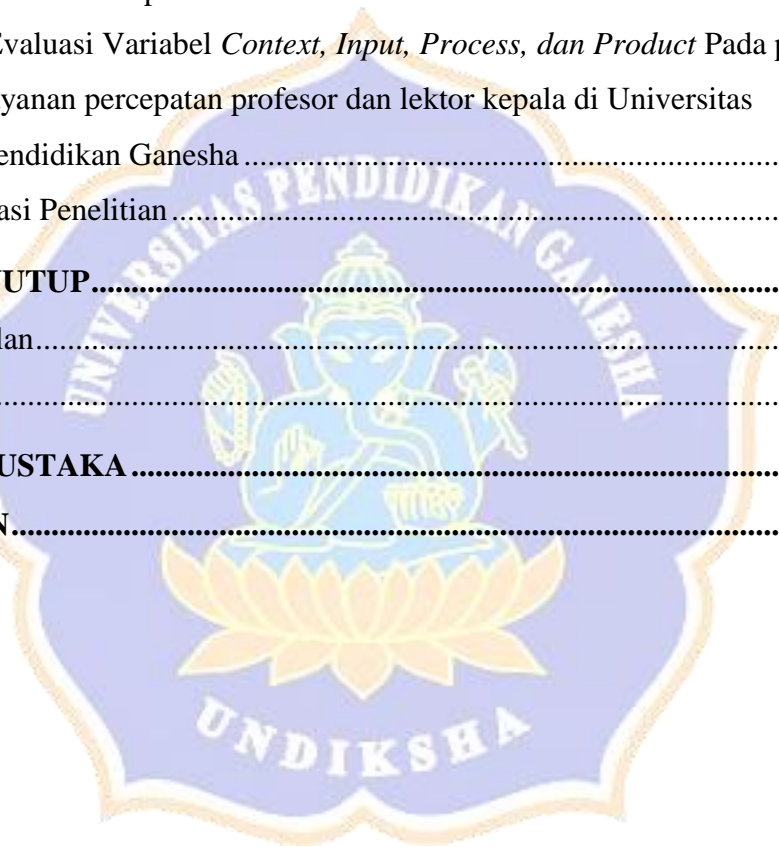 Evaluasi Variabel Context, Input, Process, dan Product Pada p
yanan percepatan profesor dan lektor kepala di Universitas
endidikan Ganesha ........................................................................................
asi Penelitian ........................................................................................
UTUP........................................................................................
lan........................................................................................
........................................................................................
USTAKA ........................................................................................
N........................................................................................
UNIVERSITAS PENDIDIKAN GANESHA
UNDIKSHA